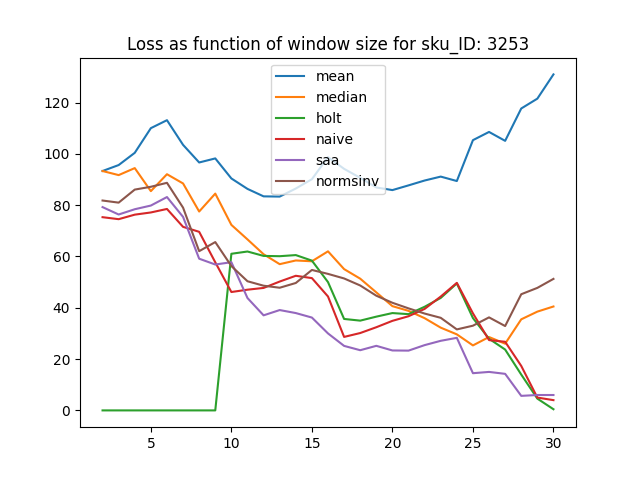 Loss as function of window size for sku_ID: 3253
mean
median
holt
naive
saa
normsinv
120
100
80
60
40
20
0
5 10 15 20 25 30